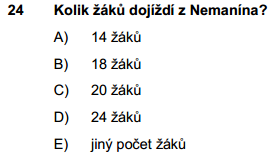 24 Kolik žáků dojíždí z Nemanína?
A) 14 žáků
B) 18 žáků
C) 20 žáků
D) 24 žáků
E) jiný počet žáků